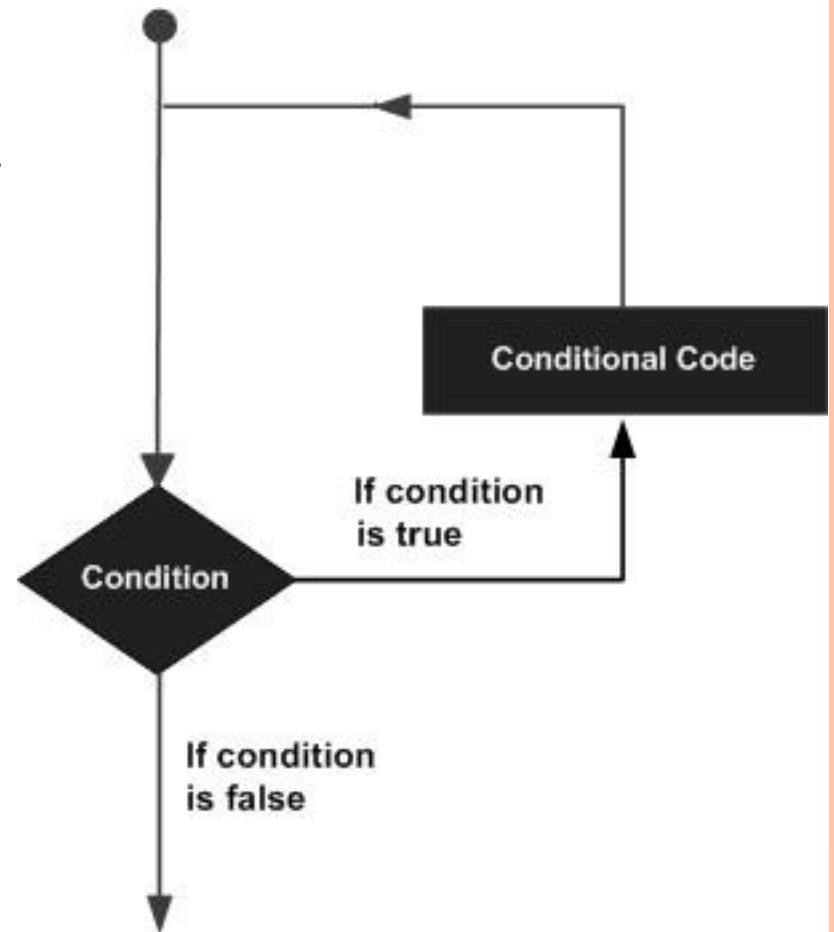 Conditional Code
If condition
is true
Condition
If condition
is false